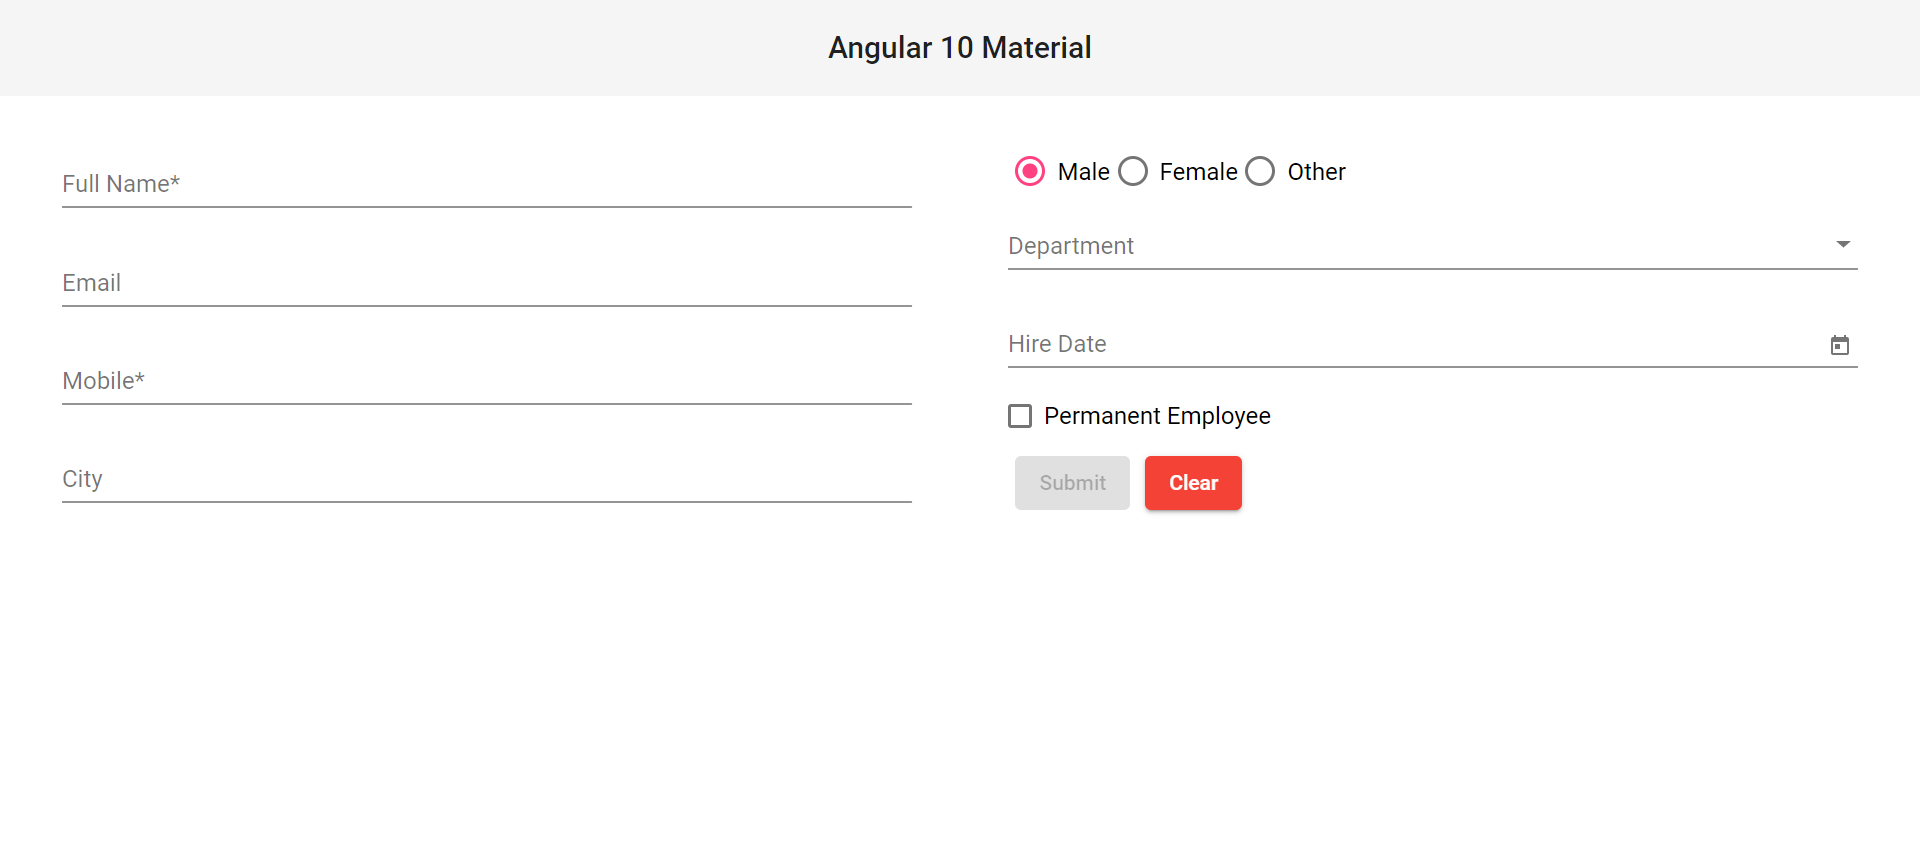 Angular 10 Material
Full Name*
Email
Mobile*
City
Male Female Other
Department
Hire Date
Permanent Employee
Submit Clear